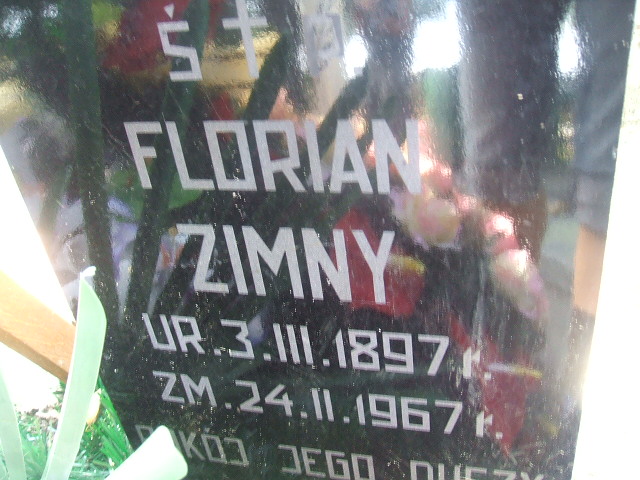 Ś † P
FLORIAN
ZIMNY
UR. 3. III. 1897 r.
ZM. 24. II. 1967 r.
POKÓJ JEGO DUSZY